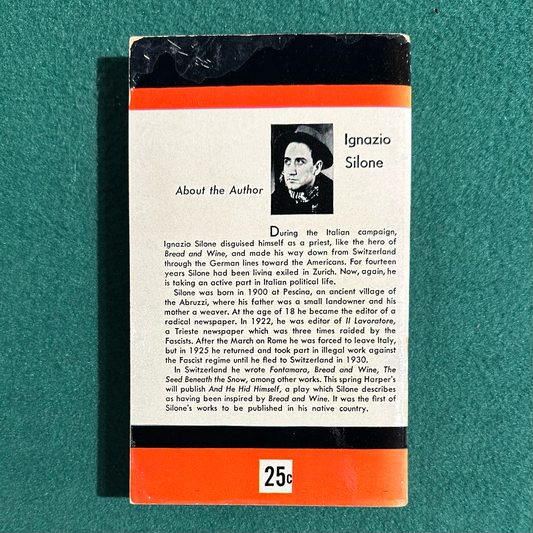 Ignazio
Silone
About the Author
During the Italian campaign,
Ignazio Silone disguised himself as a priest, like the hero of
Bread and Wine, and made his way down from Switzerland
through the German lines toward the Americans. For fourteen
years Silone had been living exiled in Zurich. Now, again, he
is taking an active part in Italian political life.
Silone was born in 1900 at Pescina, an ancient village of
the Abruzzi, where his father was a small landowner and his
mother a weaver. At the age of 18 he became the editor of a
radical newspaper. In 1922, he was editor of Il Lavoratore,
a Trieste newspaper which was three times raided by the
Fascists. After the March on Rome he was forced to leave Italy,
but in 1925 he returned and took part in illegal work against
the Fascist regime until he fled to Switzerland in 1930.
In Switzerland he wrote Fontamara, Bread and Wine, The
Seed Beneath the Snow, among other works. This spring Harper's
will publish And He Hid Himself, a play which Silone describes
as having been inspired by Bread and Wine. It was the first of
Silone's works to be published in his native country.
25c